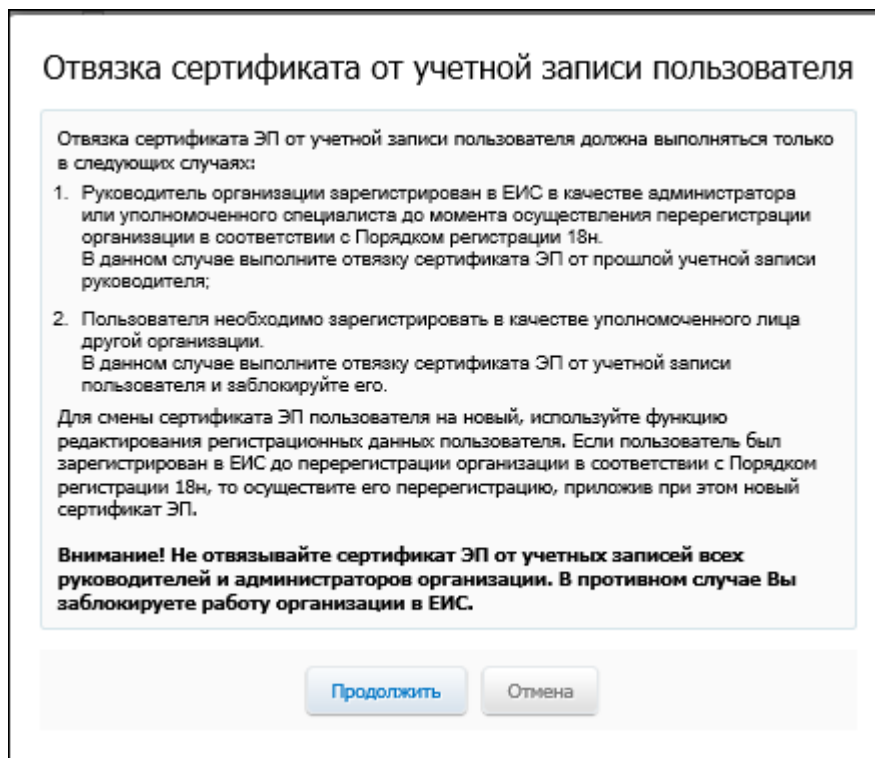 Отвязка сертификата от учетной записи пользователя
Отвязка сертификата ЭП от учетной записи пользователя должна выполняться только
в следующих случаях:
1. Руководитель организации зарегистрирован в ЕИС в качестве администратора
или уполномоченного специалиста до момента осуществления перерегистрации
организации в соответствии с Порядком регистрации 18н.
В данном случае выполните отвязку сертификата ЭП от прошлой учетной записи
руководителя;
2. Пользователя необходимо зарегистрировать в качестве уполномоченного лица
другой организации.
В данном случае выполните отвязку сертификата ЭП от учетной записи
пользователя и заблокируйте его.
Для смены сертификата ЭП пользователя на новый, используйте функцию
редактирования регистрационных данных пользователя. Если пользователь был
зарегистрирован в ЕИС до перерегистрации организации в соответствии с Порядком
регистрации 18н, то осуществите его перерегистрацию, приложив при этом новый
сертификат ЭП.
Внимание! Не отвязывайте сертификат ЭП от учетных записей всех
руководителей и администраторов организации. В противном случае Вы
заблокируете работу организации в ЕИС.
Продолжить Отмена